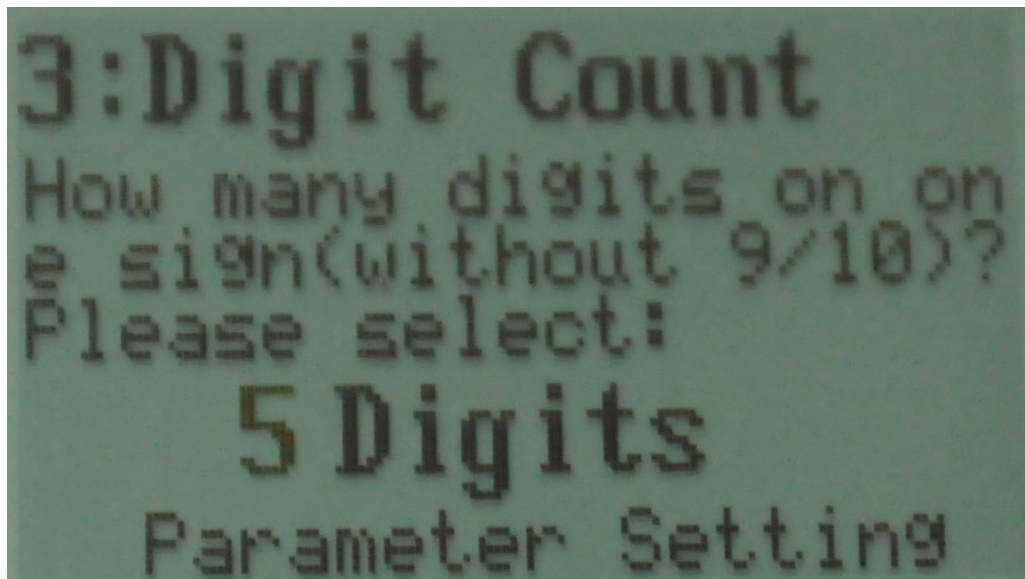 3:Digit Count
How many digits on on
e sign(without 9/10)?
Please select:
5 Digits
Parameter Setting